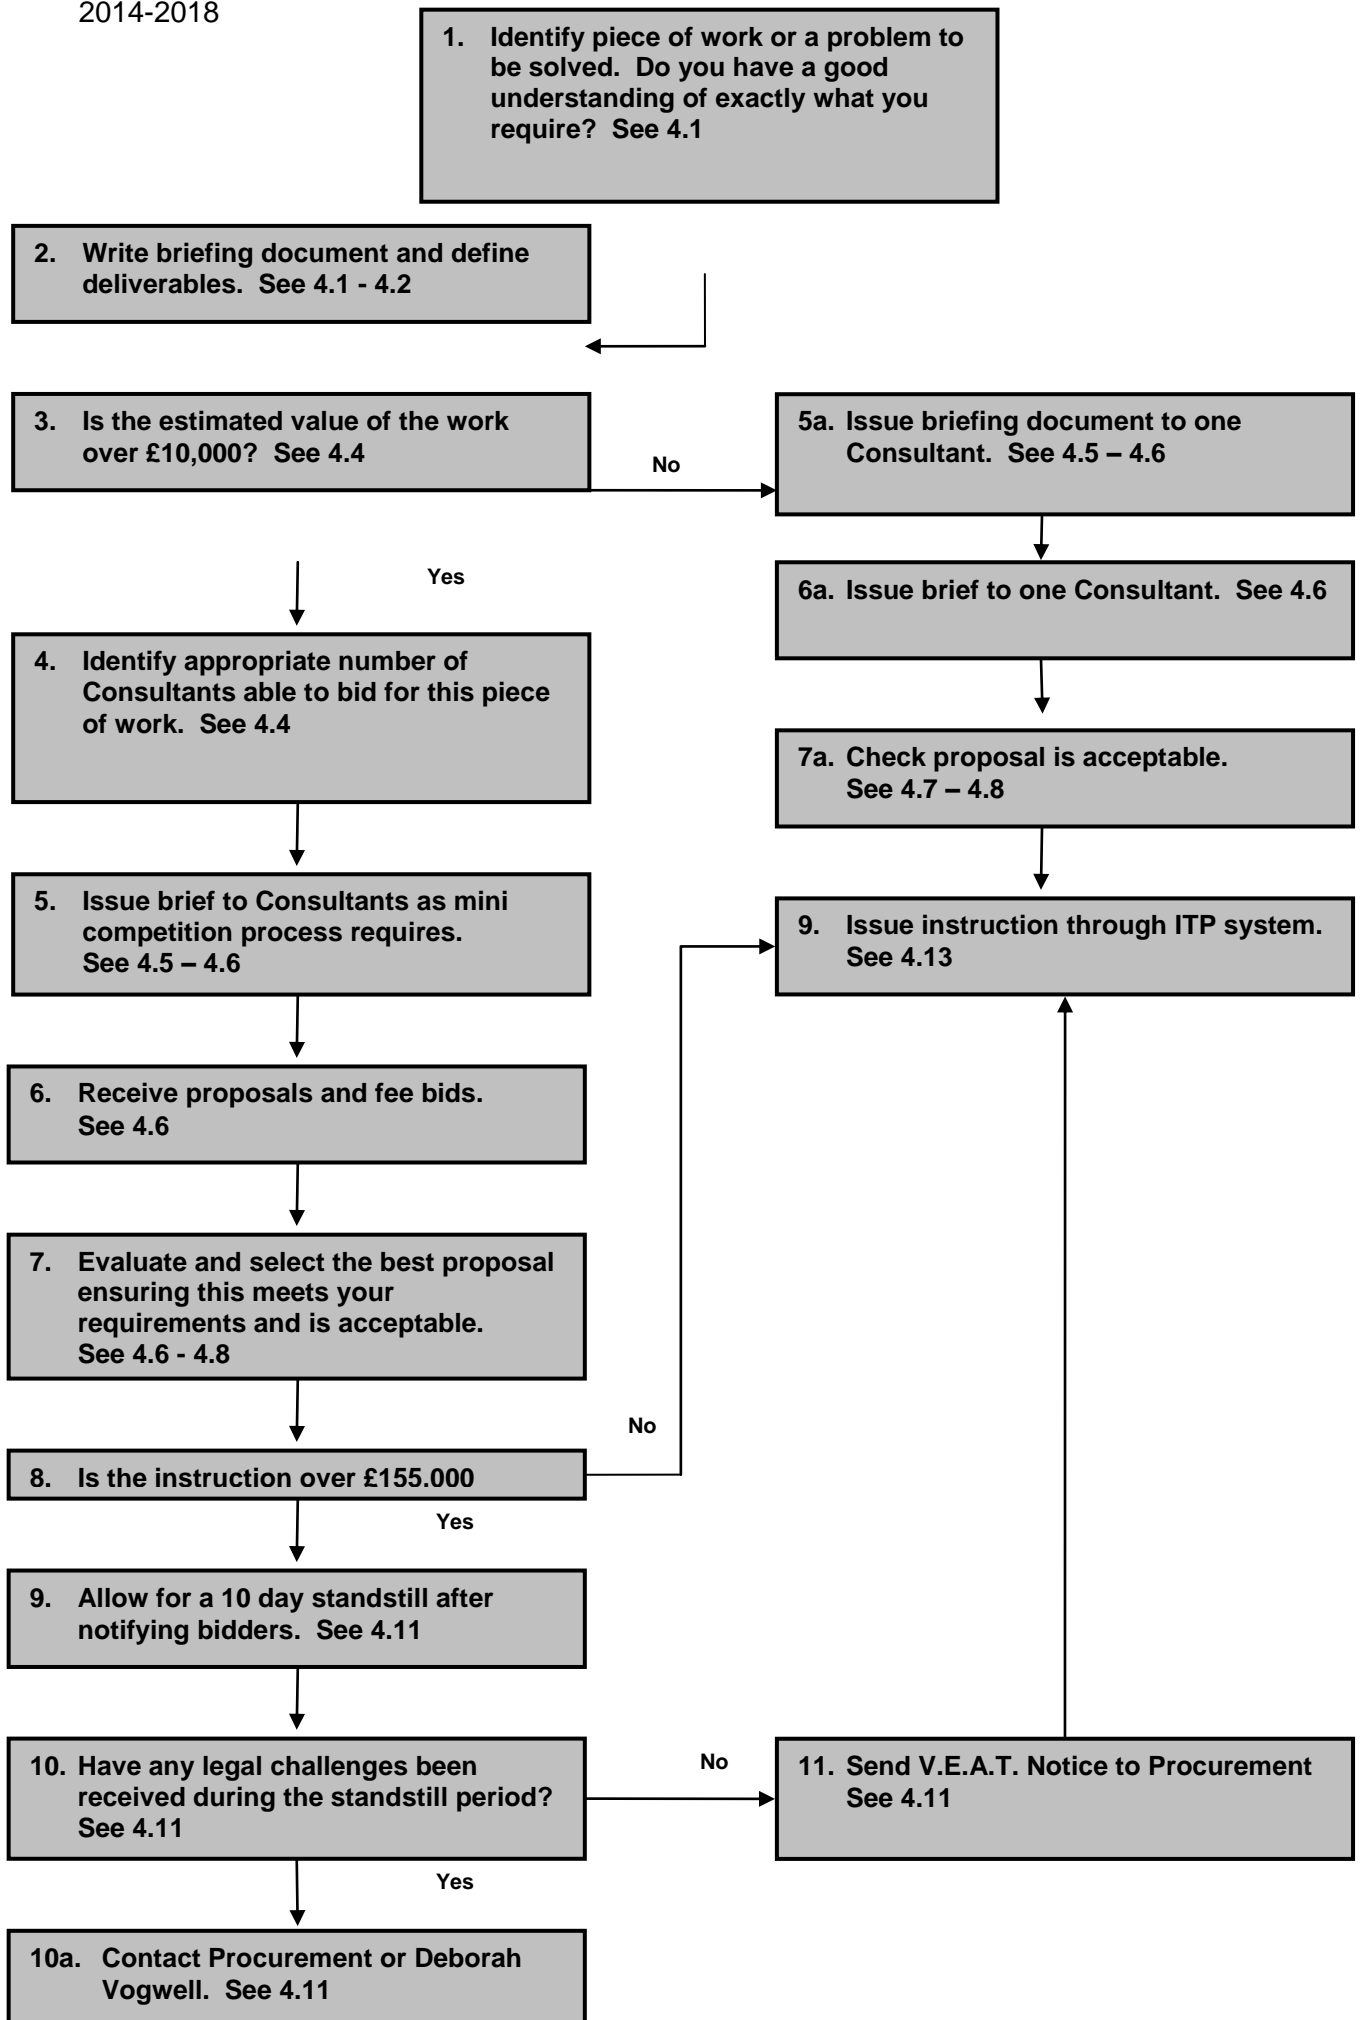 2014-2018
1. Identify piece of work or a problem to
be solved. Do you have a good
understanding of exactly what you
require? See 4.1
2. Write briefing document and define
deliverables. See 4.1 - 4.2
3. Is the estimated value of the work
over £10,000? See 4.4
No
5a. Issue briefing document to one
Consultant. See 4.5 – 4.6
Yes
6a. Issue brief to one Consultant. See 4.6
4. Identify appropriate number of
Consultants able to bid for this piece
of work. See 4.4
7a. Check proposal is acceptable.
See 4.7 – 4.8
5. Issue brief to Consultants as mini
competition process requires.
See 4.5 – 4.6
9. Issue instruction through ITP system.
See 4.13
6. Receive proposals and fee bids.
See 4.6
7. Evaluate and select the best proposal
ensuring this meets your
requirements and is acceptable.
See 4.6 - 4.8
No
8. Is the instruction over £155.000
Yes
9. Allow for a 10 day standstill after
notifying bidders. See 4.11
10. Have any legal challenges been
received during the standstill period?
See 4.11
No
11. Send V.E.A.T. Notice to Procurement
See 4.11
Yes
10a. Contact Procurement or Deborah
Vogwell. See 4.11